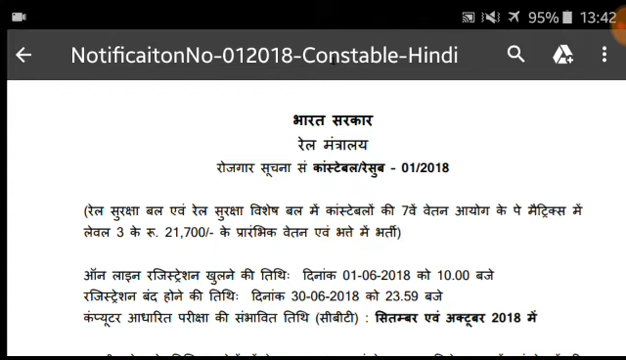 95% 13:42
NotificaitonNo-012018-Constable-Hindi
भारत सरकार
रेल मंत्रालय
रोजगार सूचना सं कांस्टेबल/रेसुब - 01/2018
(रेल सुरक्षा बल एवं रेल सुरक्षा विशेष बल में कांस्टेबलों की 7वें वेतन आयोग के पे मैट्रिक्स में
लेवल 3 के रू. 21,700/- के प्रारंभिक वेतन एवं भत्ते में भर्ती)
ऑन लाइन रजिस्ट्रेशन खुलने की तिथिः दिनांक 01-06-2018 को 10.00 बजे
रजिस्ट्रेशन बंद होने की तिथिः दिनांक 30-06-2018 को 23.59 बजे
कंप्यूटर आधारित परीक्षा की संभावित तिथि (सीबीटी) : सितम्बर एवं अक्टूबर 2018 में